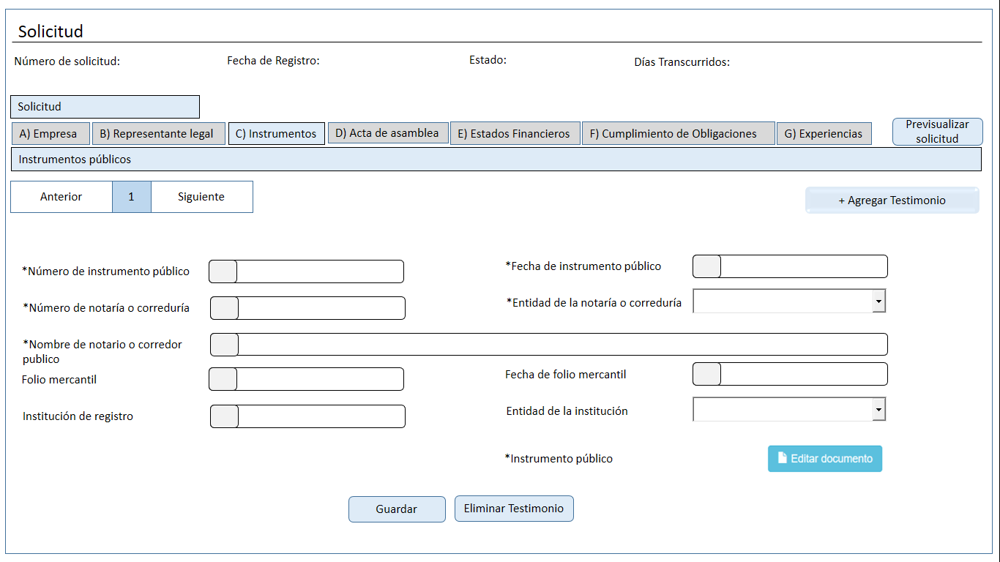 Solicitud
Número de solicitud:
Fecha de Registro:
Estado:
Días Transcurridos:
Solicitud
A) Empresa
B) Representante legal
C) Instrumentos
D) Acta de asamblea
E) Estados Financieros
F) Cumplimiento de Obligaciones
G) Experiencias
Previsualizar
solicitud
Instrumentos públicos
Anterior
1
Siguiente
+ Agregar Testimonio
*Número de instrumento público
*Fecha de instrumento público
*Número de notaría o correduría
*Entidad de la notaría o correduría
*Nombre de notario o corredor
publico
Folio mercantil
Fecha de folio mercantil
Institución de registro
Entidad de la institución
*Instrumento público
Editar documento
Guardar
Eliminar Testimonio